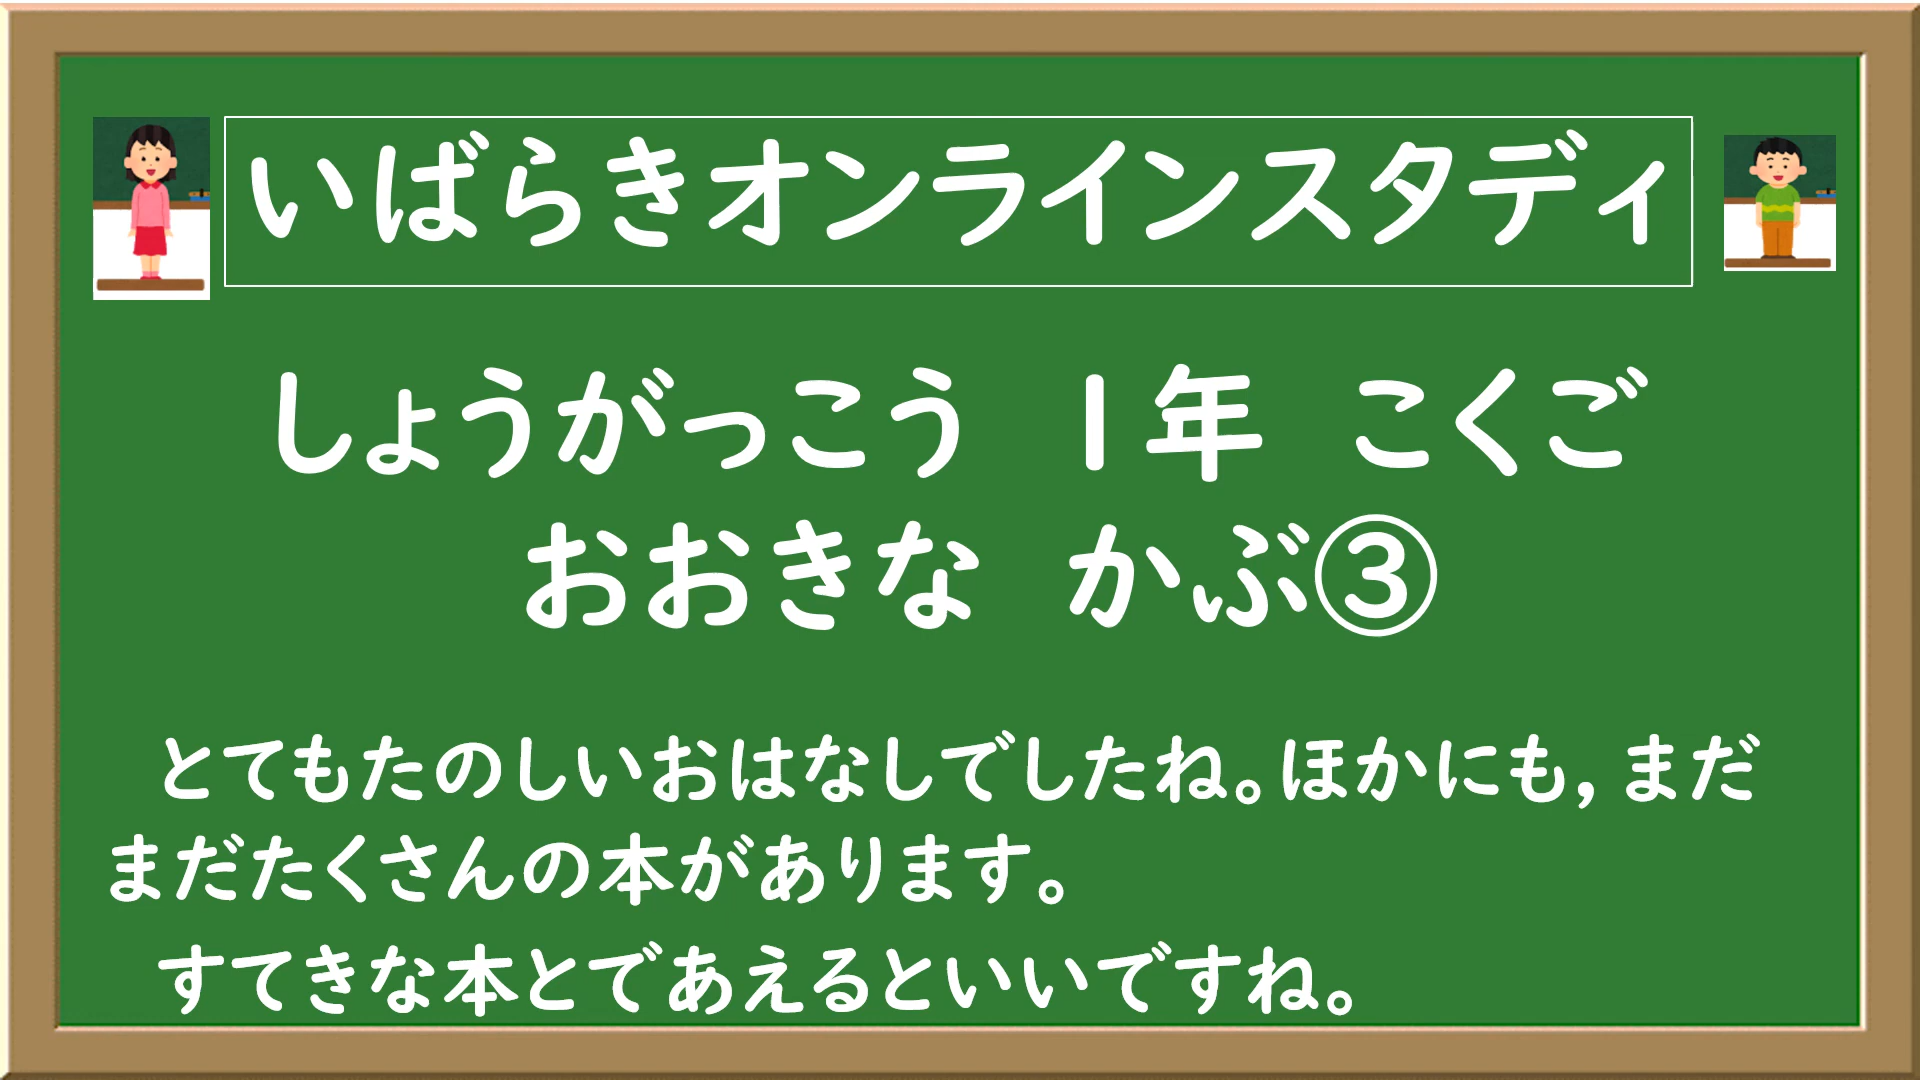 いばらきオンラインスタディ
しょうがっこう　1年　こくご
おおきな　かぶ③
とてもたのしいおはなしでしたね。ほかにも，まだ
まだたくさんの本があります。
すてきな本とであえるといいですね。